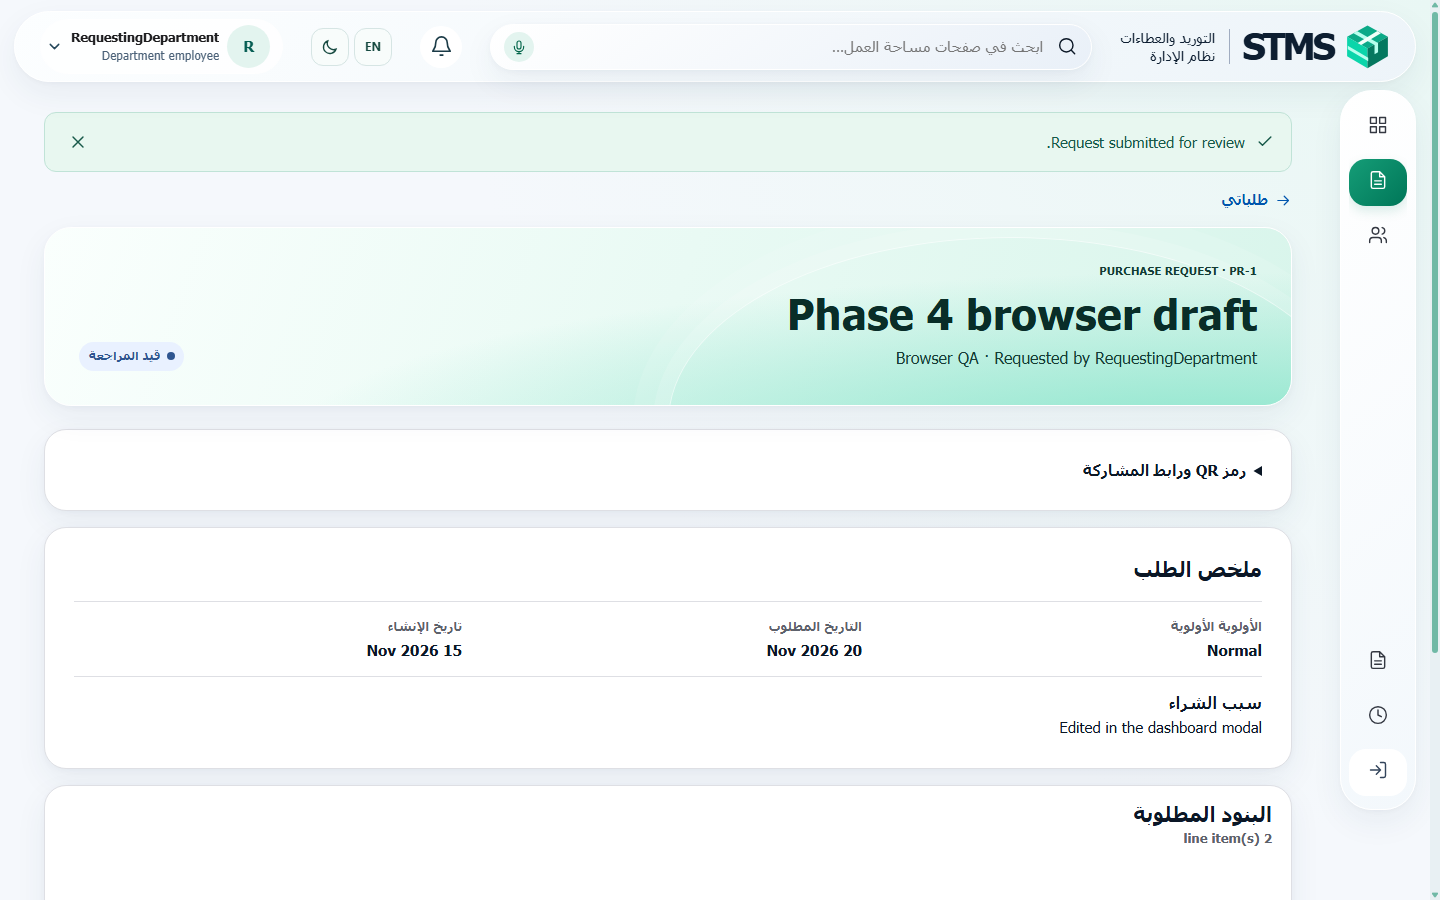 STMS
التوريد والعطاءات
نظام الإدارة
ابحث في صفحات مساحة العمل...
EN
R
RequestingDepartment
Department employee
.Request submitted for review
طلباتي
PURCHASE REQUEST · PR-1
Phase 4 browser draft
Browser QA · Requested by RequestingDepartment
قيد المراجعة
رمز QR ورابط المشاركة
ملخص الطلب
الأولوية الأولوية
Normal
التاريخ المطلوب
Nov 2026 20
تاريخ الإنشاء
Nov 2026 15
سبب الشراء
Edited in the dashboard modal
البنود المطلوبة
line item(s) 2